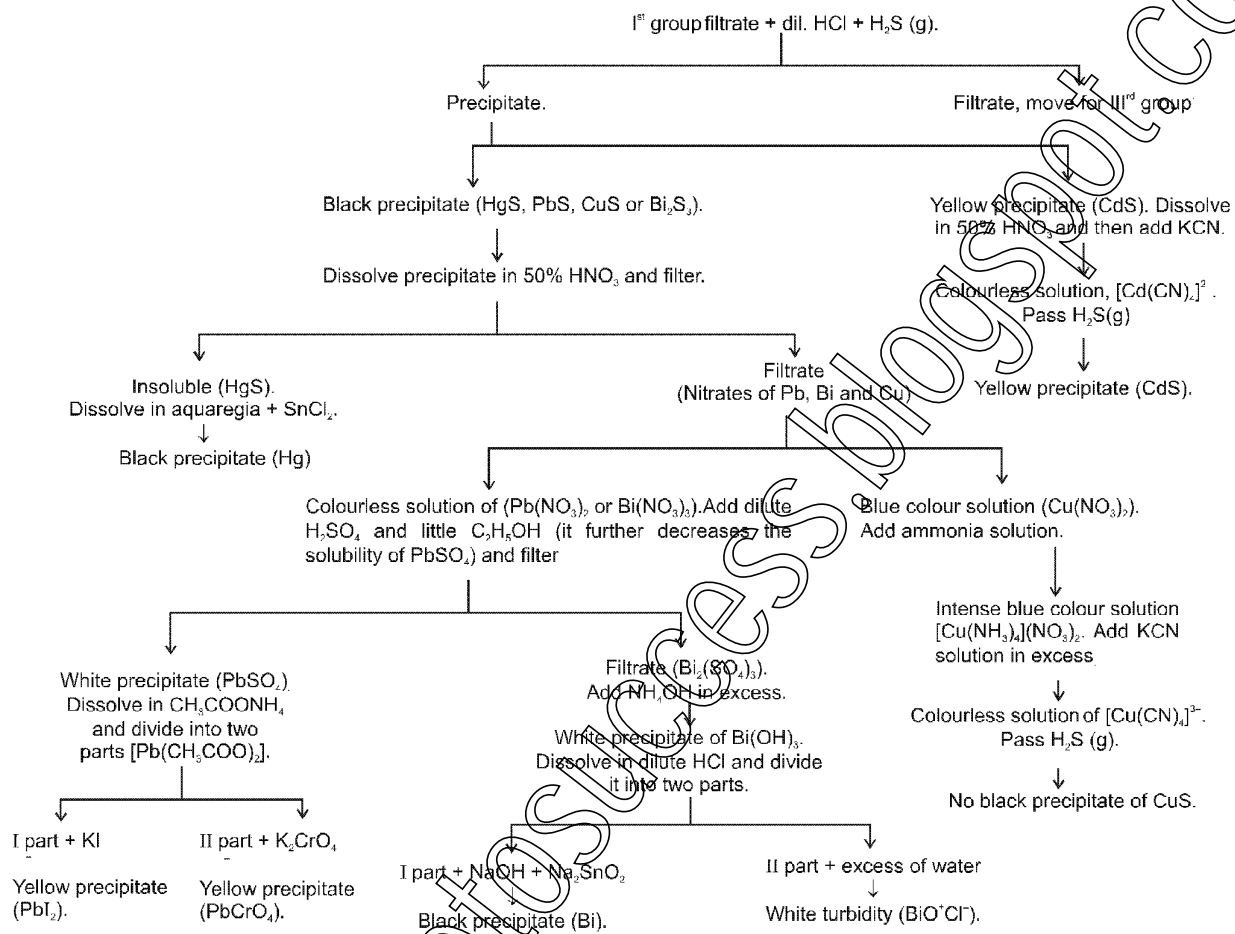 Iˢᵗ group filtrate + dil. HCl + H₂S (g).
Precipitate.
Filtrate, move for IIIʳᵈ group
Black precipitate (HgS, PbS, CuS or Bi₂S₃).
Yellow precipitate (CdS). Dissolve
in 50% HNO₃ and then add KCN.
Dissolve precipitate in 50% HNO₃ and filter.
Colourless solution, [Cd(CN)₄]² .
Pass H₂S(g)
Insoluble (HgS).
Dissolve in aquaregia + SnCl₂.
Black precipitate (Hg)
Filtrate
(Nitrates of Pb, Bi and Cu)
Yellow precipitate (CdS).
Colourless solution of (Pb(NO₃)₂ or Bi(NO₃)₃).Add dilute
H₂SO₄ and little C₂H₅OH (it further decreases the
solubility of PbSO₄) and filter
Blue colour solution (Cu(NO₃)₂).
Add ammonia solution.
Intense blue colour solution
[Cu(NH₃)₄](NO₃)₂. Add KCN
solution in excess
White precipitate (PbSO₄)
Dissolve in CH₃COONH₄
and divide into two
parts [Pb(CH₃COO)₂].
Filtrate (Bi₂(SO₄)₃).
Add NH₄OH in excess.
White precipitate of Bi(OH)₃.
Dissolve in dilute HCl and divide
it into two parts.
Colourless solution of [Cu(CN)₄]³⁻.
Pass H₂S (g).
No black precipitate of CuS.
I part + KI
Yellow precipitate
(PbI₂).
II part + K₂CrO₄
Yellow precipitate
(PbCrO₄).
I part + NaOH + Na₂SnO₂
Black precipitate (Bi).
II part + excess of water
White turbidity (BiO⁺Cl⁻).
tosuccess.blogspot.co